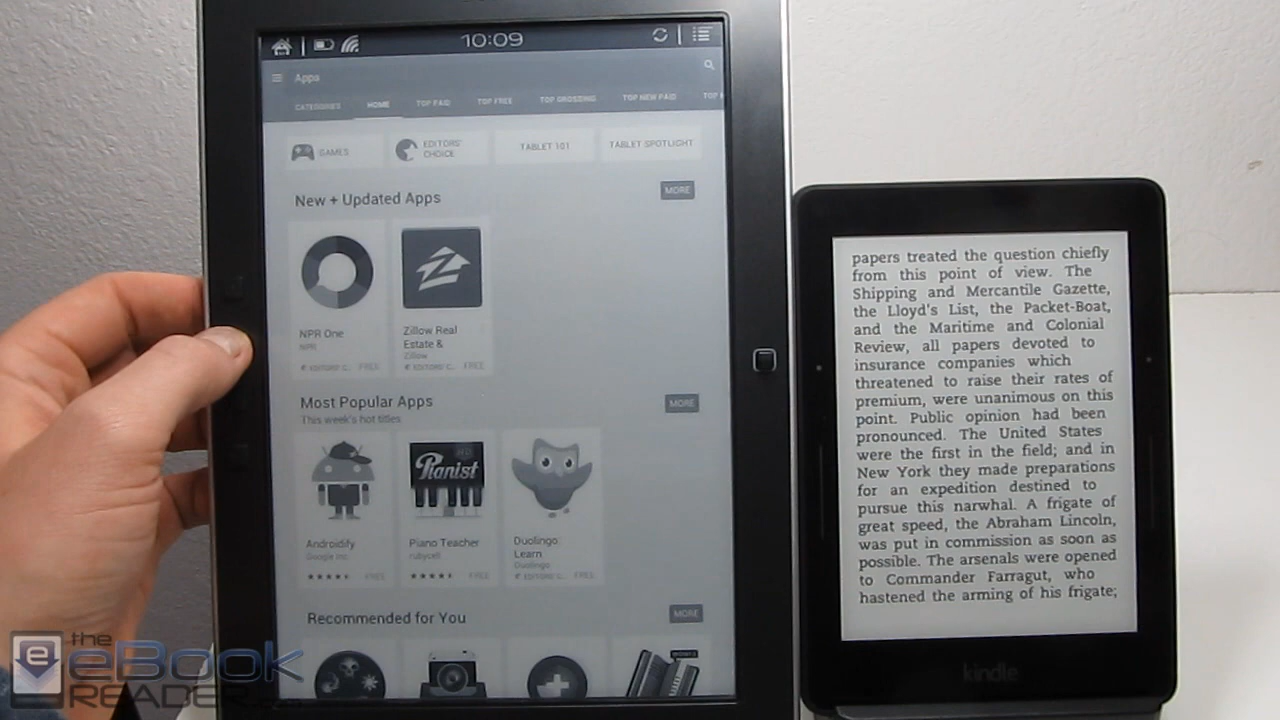 10:09
Apps
CATEGORIES HOME TOP PAID TOP FREE TOP GROSSING TOP NEW PAID TOP
GAMES
EDITORS'
CHOICE
TABLET 101
TABLET SPOTLIGHT
New + Updated Apps
MORE
NPR One
NPR
FREE
Zillow Real
Estate &
Zillow
FREE
Most Popular Apps
MORE
This week's hot titles
Androidify
Google Inc.
FREE
Pianist
HD
Piano Teacher
rubycell
FREE
Duolingo:
Learn
Duolingo
FREE
Recommended for You
MORE
papers treated the question chiefly
from this point of view. The
Shipping and Mercantile Gazette,
the Lloyd's List, the Packet-Boat,
and the Maritime and Colonial
Review, all papers devoted to
insurance companies which
threatened to raise their rates of
premium, were unanimous on this
point. Public opinion had been
pronounced. The United States
were the first in the field; and in
New York they made preparations
for an expedition destined to
pursue this narwhal. A frigate of
great speed, the Abraham Lincoln,
was put in commission as soon as
possible. The arsenals were opened
to Commander Farragut, who
hastened the arming of his frigate;
kindle
e
the
eBook
READER